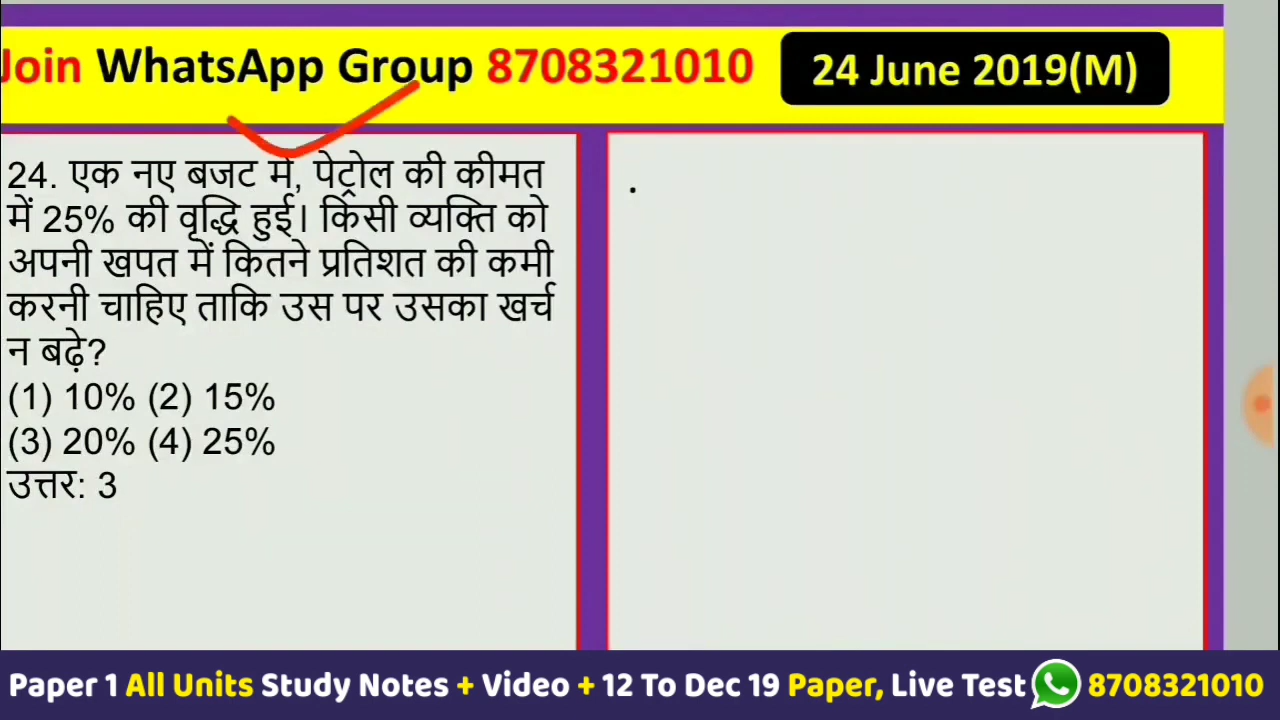 Join WhatsApp Group 8708321010
24 June 2019(M)
24. एक नए बजट में, पेट्रोल की कीमत
में 25% की वृद्धि हुई। किसी व्यक्ति को
अपनी खपत में कितने प्रतिशत की कमी
करनी चाहिए ताकि उस पर उसका खर्च
न बढ़े?
(1) 10% (2) 15%
(3) 20% (4) 25%
उत्तर: 3
.
Paper 1 All Units Study Notes + Video + 12 To Dec 19 Paper, Live Test 8708321010